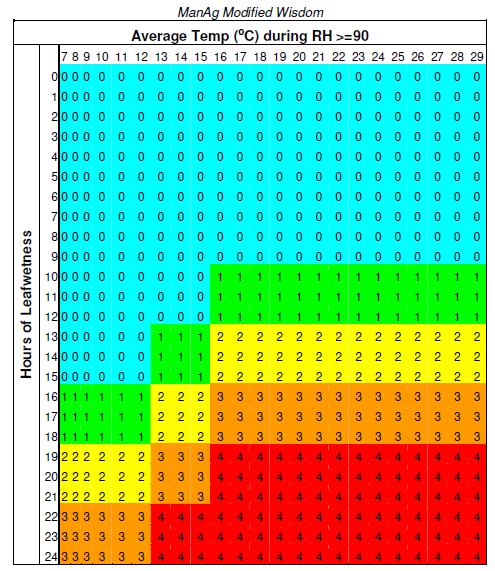 ManAg Modified Wisdom
Average Temp (ºC) during RH >=90
7 8 9 10 11 12 13 14 15 16 17 18 19 20 21 22 23 24 25 26 27 28 29
Hours of Leafwetness
0 0 0 0 0 0 0 0 0 0 0 0 0 0 0 0 0 0 0 0 0 0 0 0
1 0 0 0 0 0 0 0 0 0 0 0 0 0 0 0 0 0 0 0 0 0 0 0
2 0 0 0 0 0 0 0 0 0 0 0 0 0 0 0 0 0 0 0 0 0 0 0
3 0 0 0 0 0 0 0 0 0 0 0 0 0 0 0 0 0 0 0 0 0 0 0
4 0 0 0 0 0 0 0 0 0 0 0 0 0 0 0 0 0 0 0 0 0 0 0
5 0 0 0 0 0 0 0 0 0 0 0 0 0 0 0 0 0 0 0 0 0 0 0
6 0 0 0 0 0 0 0 0 0 0 0 0 0 0 0 0 0 0 0 0 0 0 0
7 0 0 0 0 0 0 0 0 0 0 0 0 0 0 0 0 0 0 0 0 0 0 0
8 0 0 0 0 0 0 0 0 0 0 0 0 0 0 0 0 0 0 0 0 0 0 0
9 0 0 0 0 0 0 0 0 0 0 0 0 0 0 0 0 0 0 0 0 0 0 0
10 0 0 0 0 0 0 0 0 0 1 1 1 1 1 1 1 1 1 1 1 1 1 1
11 0 0 0 0 0 0 0 0 0 1 1 1 1 1 1 1 1 1 1 1 1 1 1
12 0 0 0 0 0 0 0 0 0 1 1 1 1 1 1 1 1 1 1 1 1 1 1
13 0 0 0 0 0 0 1 1 1 2 2 2 2 2 2 2 2 2 2 2 2 2 2
14 0 0 0 0 0 0 1 1 1 2 2 2 2 2 2 2 2 2 2 2 2 2 2
15 0 0 0 0 0 0 1 1 1 2 2 2 2 2 2 2 2 2 2 2 2 2 2
16 1 1 1 1 1 1 2 2 2 3 3 3 3 3 3 3 3 3 3 3 3 3 3
17 1 1 1 1 1 1 2 2 2 3 3 3 3 3 3 3 3 3 3 3 3 3 3
18 1 1 1 1 1 1 2 2 2 3 3 3 3 3 3 3 3 3 3 3 3 3 3
19 2 2 2 2 2 2 3 3 3 4 4 4 4 4 4 4 4 4 4 4 4 4 4
20 2 2 2 2 2 2 3 3 3 4 4 4 4 4 4 4 4 4 4 4 4 4 4
21 2 2 2 2 2 2 3 3 3 4 4 4 4 4 4 4 4 4 4 4 4 4 4
22 3 3 3 3 3 3 4 4 4 4 4 4 4 4 4 4 4 4 4 4 4 4 4
23 3 3 3 3 3 3 4 4 4 4 4 4 4 4 4 4 4 4 4 4 4 4 4
24 3 3 3 3 3 3 4 4 4 4 4 4 4 4 4 4 4 4 4 4 4 4 4